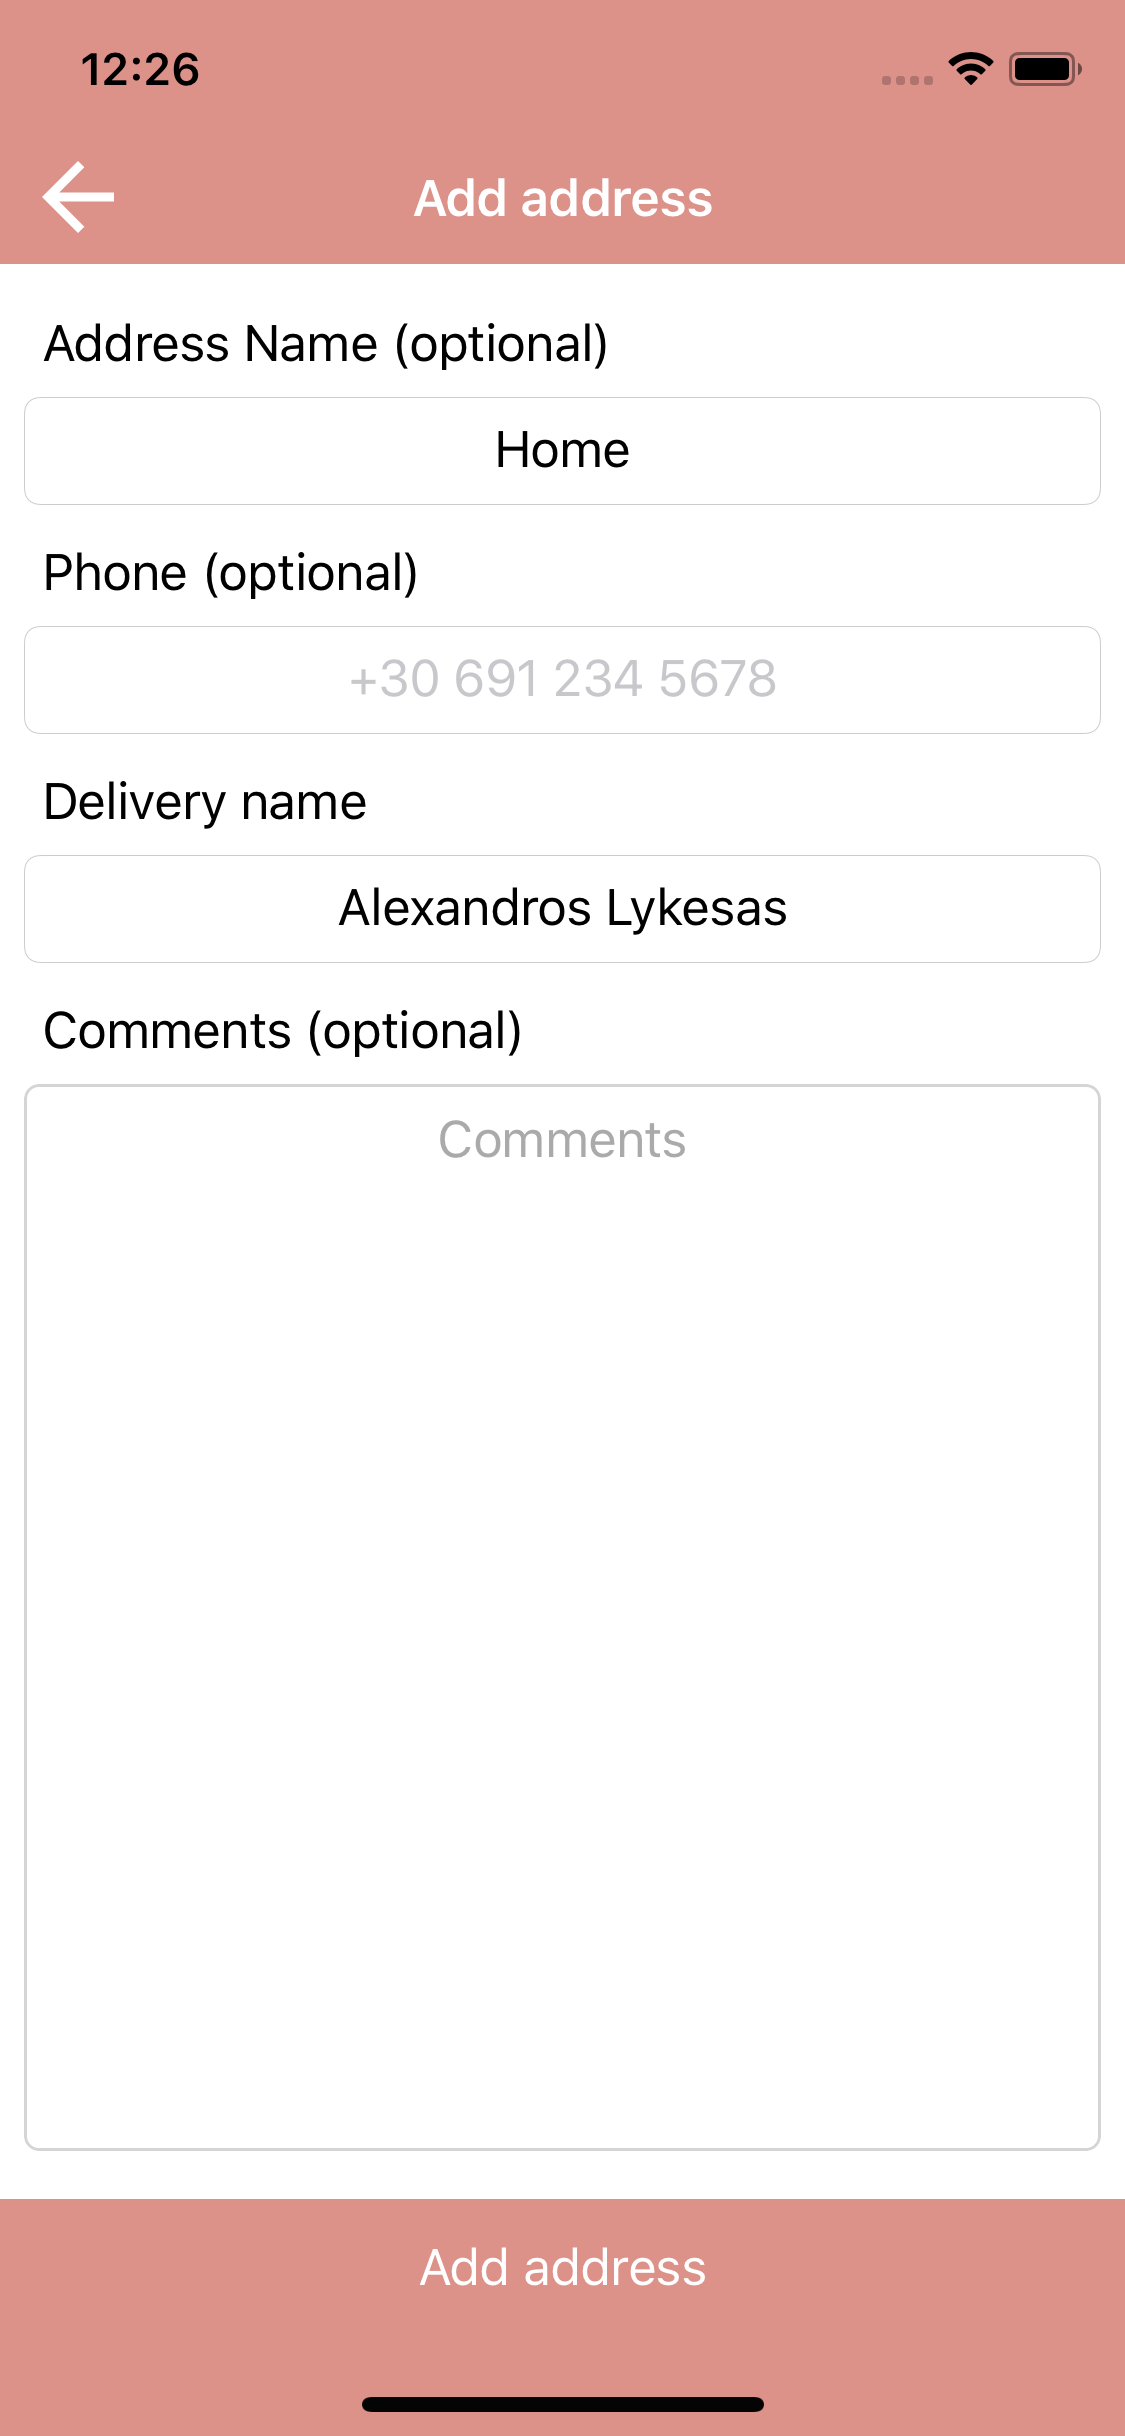 12:26
Add address
Address Name (optional)
Home
Phone (optional)
+30 691 234 5678
Delivery name
Alexandros Lykesas
Comments (optional)
Comments
Add address